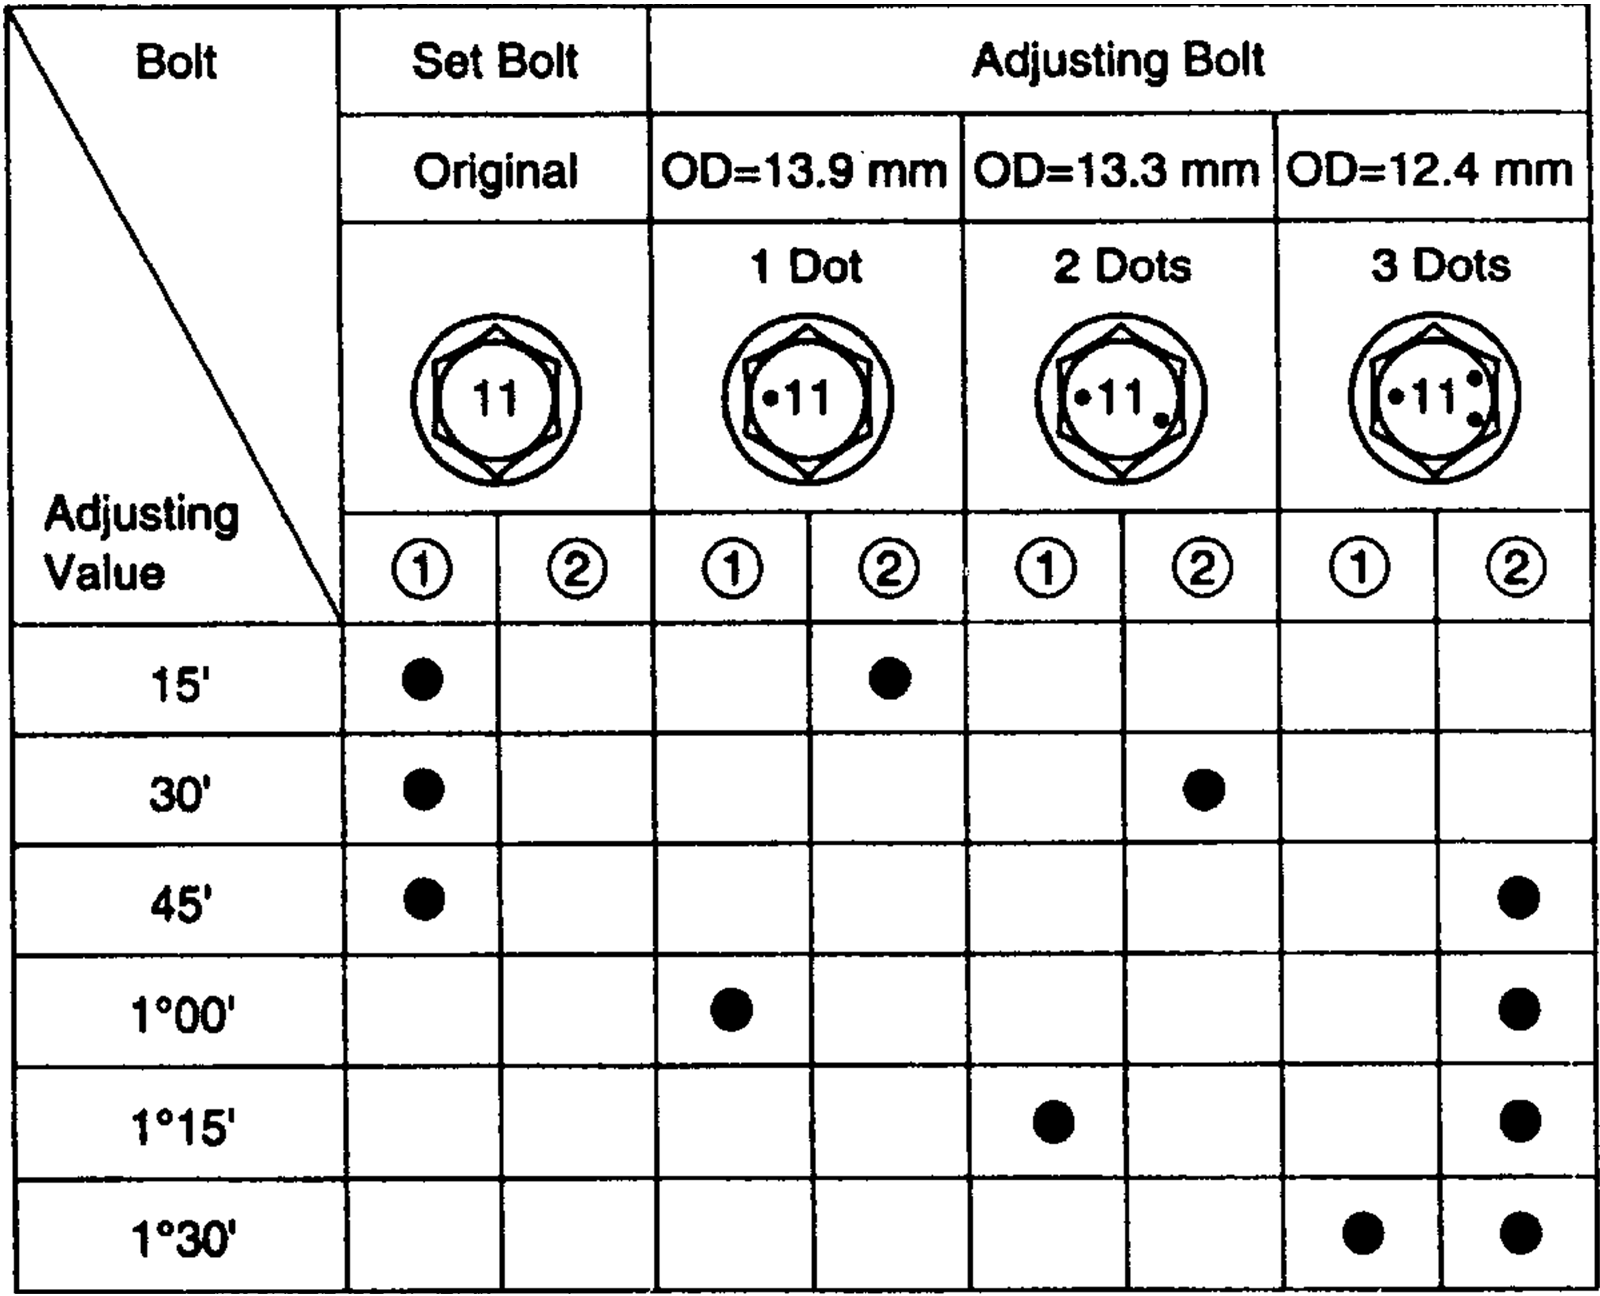 Bolt
Set Bolt
Adjusting Bolt
Original
OD=13.9 mm
OD=13.3 mm
OD=12.4 mm
1 Dot
2 Dots
3 Dots
11
•11
•11
•11
Adjusting
Value
① ② ① ② ① ② ① ②
15'
30'
45'
1°00'
1°15'
1°30'